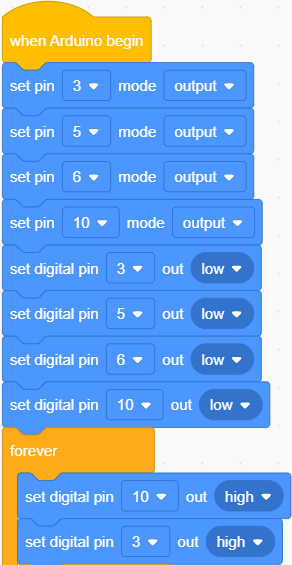 when Arduino begin
set pin 3 mode output
set pin 5 mode output
set pin 6 mode output
set pin 10 mode output
set digital pin 3 out low
set digital pin 5 out low
set digital pin 6 out low
set digital pin 10 out low
forever
set digital pin 10 out high
set digital pin 3 out high